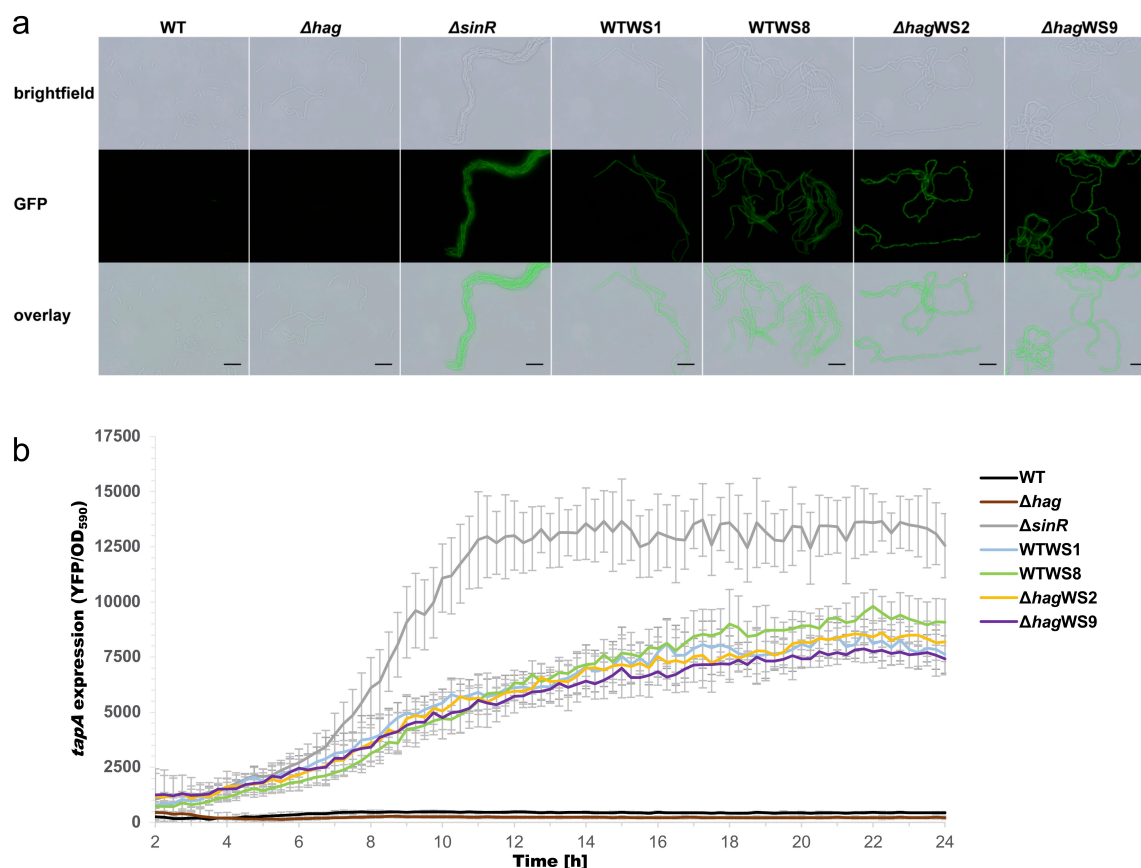 a
WT Δhag ΔsinR WTWS1 WTWS8 ΔhagWS2 ΔhagWS9
brightfield
GFP
overlay
b
17500
15000
12500
10000
7500
5000
2500
0
tapA expression (YFP/OD590)
2 4 6 8 10 12 14 16 18 20 22 24
Time [h]
WT
Δhag
ΔsinR
WTWS1
WTWS8
ΔhagWS2
ΔhagWS9